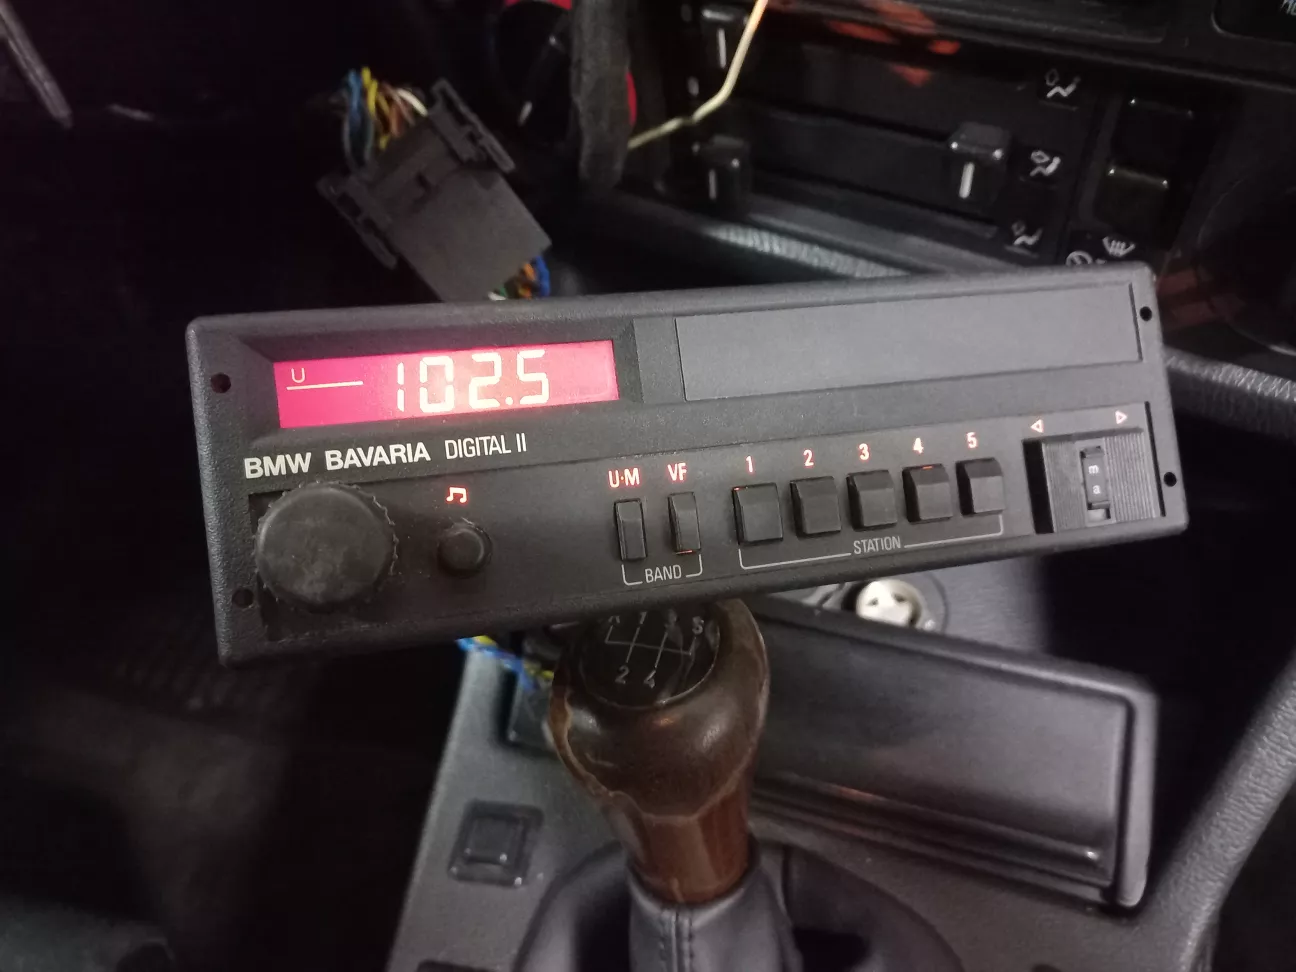 U 102.5
BMW BAVARIA DIGITAL II
U·M VF 1 2 3 4 5
ma
BAND STATION
1 3 5
2 4